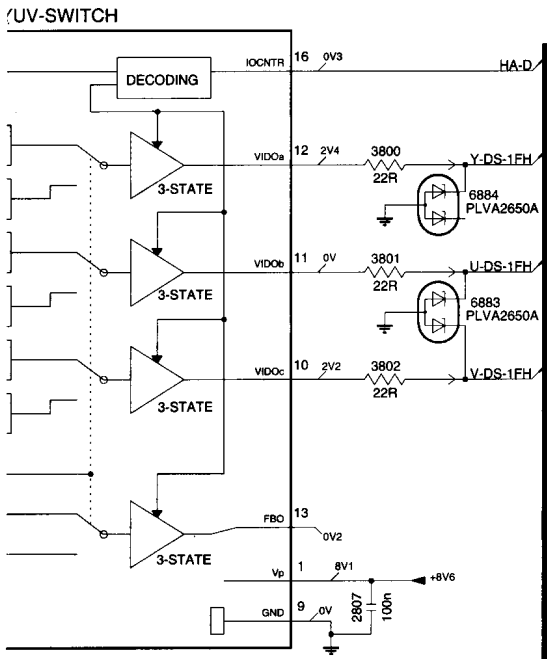 YUV-SWITCH
DECODING
IOCNTR 16 0V3 HA-D
VIDOa 12 2V4 3800 22R Y-DS-1FH
3-STATE
6884
PLVA2650A
VIDOb 11 0V 3801 22R U-DS-1FH
3-STATE
6883
PLVA2650A
VIDOc 10 2V2 3802 22R V-DS-1FH
3-STATE
FBO 13 0V2
3-STATE
Vp 1 8V1 +8V6
GND 9 0V
2807
100n